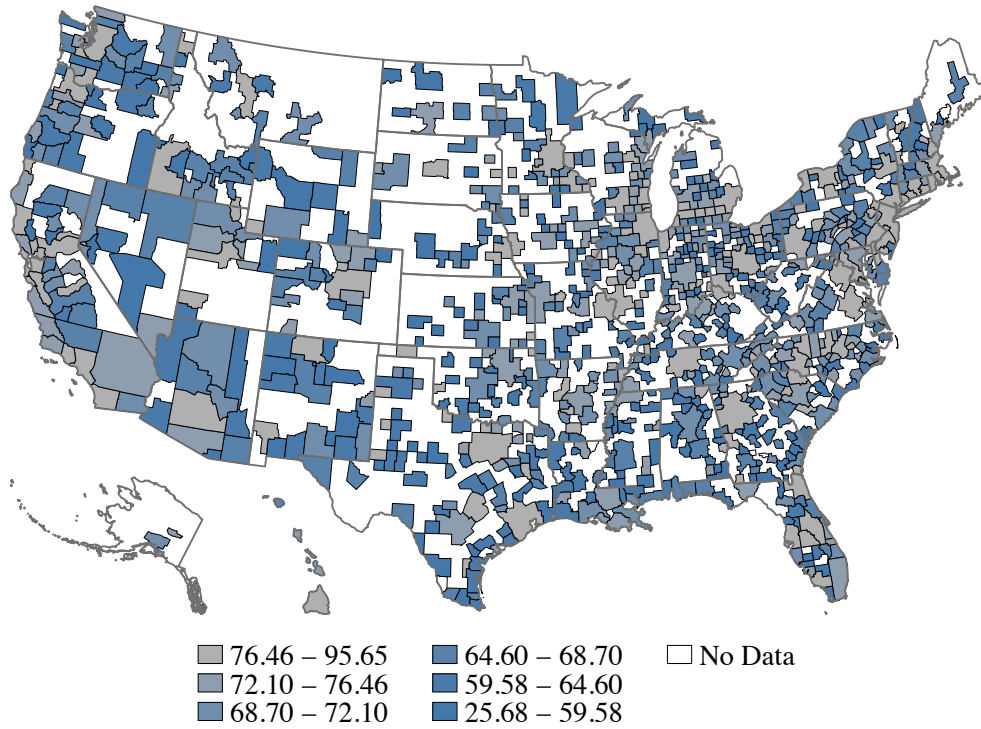 76.46 – 95.65
72.10 – 76.46
68.70 – 72.10
64.60 – 68.70
59.58 – 64.60
25.68 – 59.58
No Data